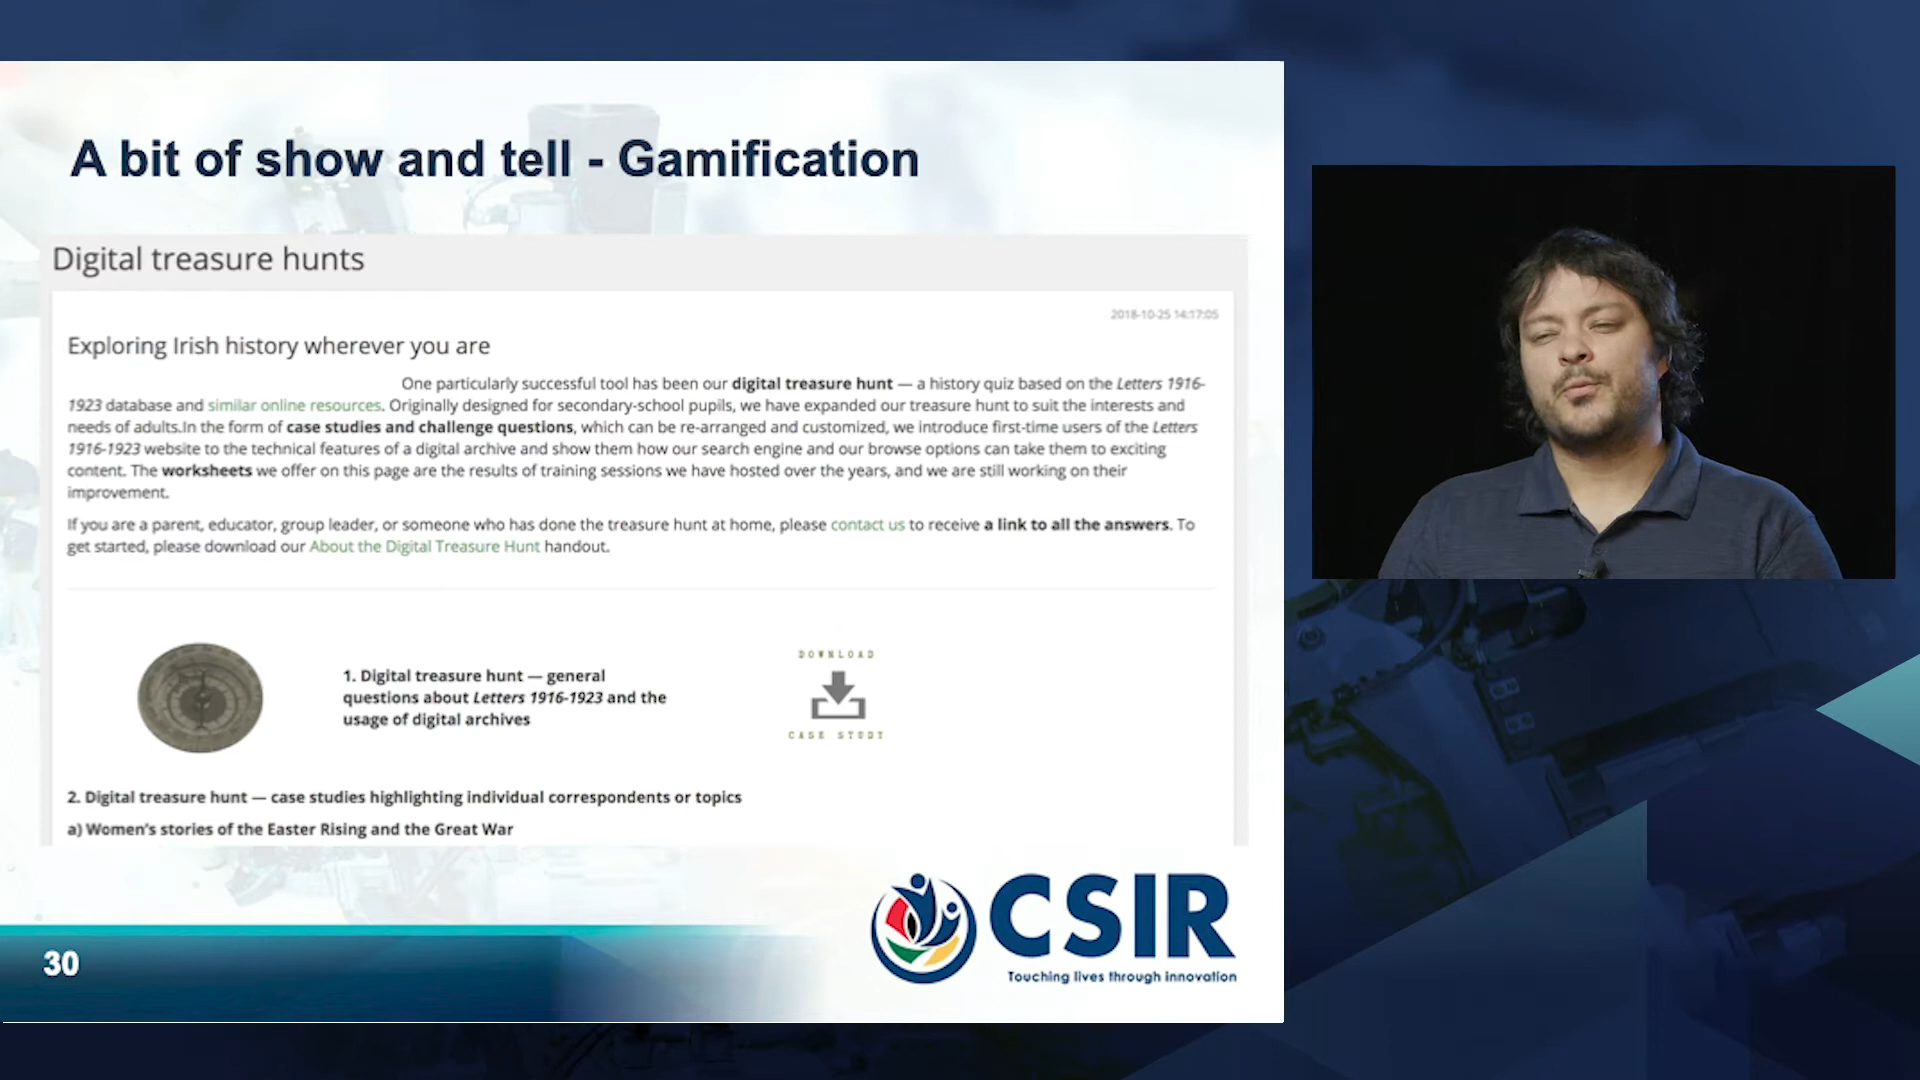 A bit of show and tell - Gamification
Digital treasure hunts
2018-10-25 14:17:05
Exploring Irish history wherever you are
One particularly successful tool has been our digital treasure hunt — a history quiz based on the Letters 1916-
1923 database and similar online resources. Originally designed for secondary-school pupils, we have expanded our treasure hunt to suit the interests and
needs of adults.In the form of case studies and challenge questions, which can be re-arranged and customized, we introduce first-time users of the Letters
1916-1923 website to the technical features of a digital archive and show them how our search engine and our browse options can take them to exciting
content. The worksheets we offer on this page are the results of training sessions we have hosted over the years, and we are still working on their
improvement.
If you are a parent, educator, group leader, or someone who has done the treasure hunt at home, please contact us to receive a link to all the answers. To
get started, please download our About the Digital Treasure Hunt handout.
1. Digital treasure hunt — general
questions about Letters 1916-1923 and the
usage of digital archives
DOWNLOAD
CASE STUDY
2. Digital treasure hunt — case studies highlighting individual correspondents or topics
a) Women's stories of the Easter Rising and the Great War
CSIR
Touching lives through innovation
30